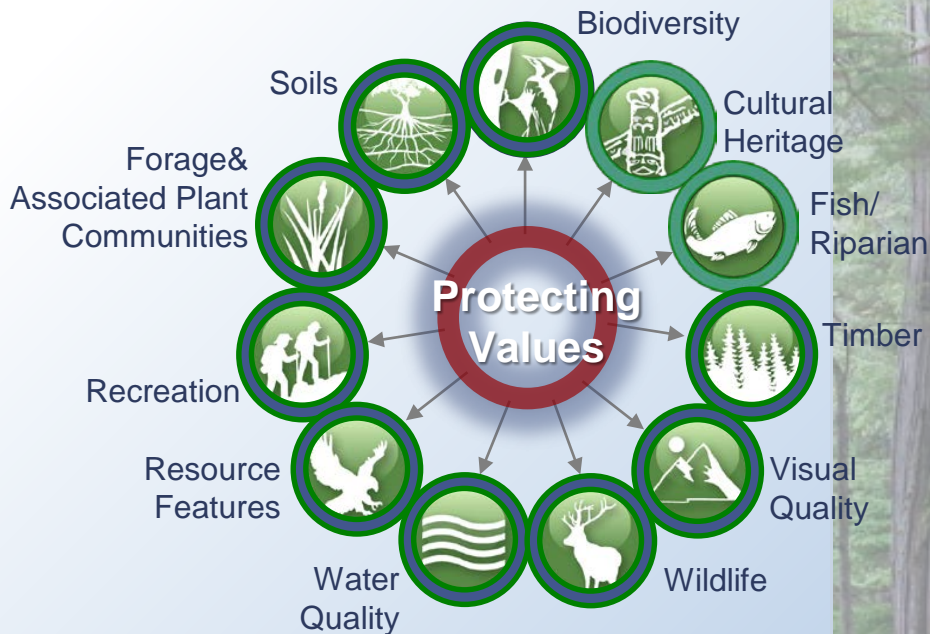 Biodiversity
Cultural
Heritage
Fish/
Riparian
Timber
Visual
Quality
Wildlife
Water
Quality
Resource
Features
Recreation
Forage&
Associated Plant
Communities
Soils
Protecting
Values